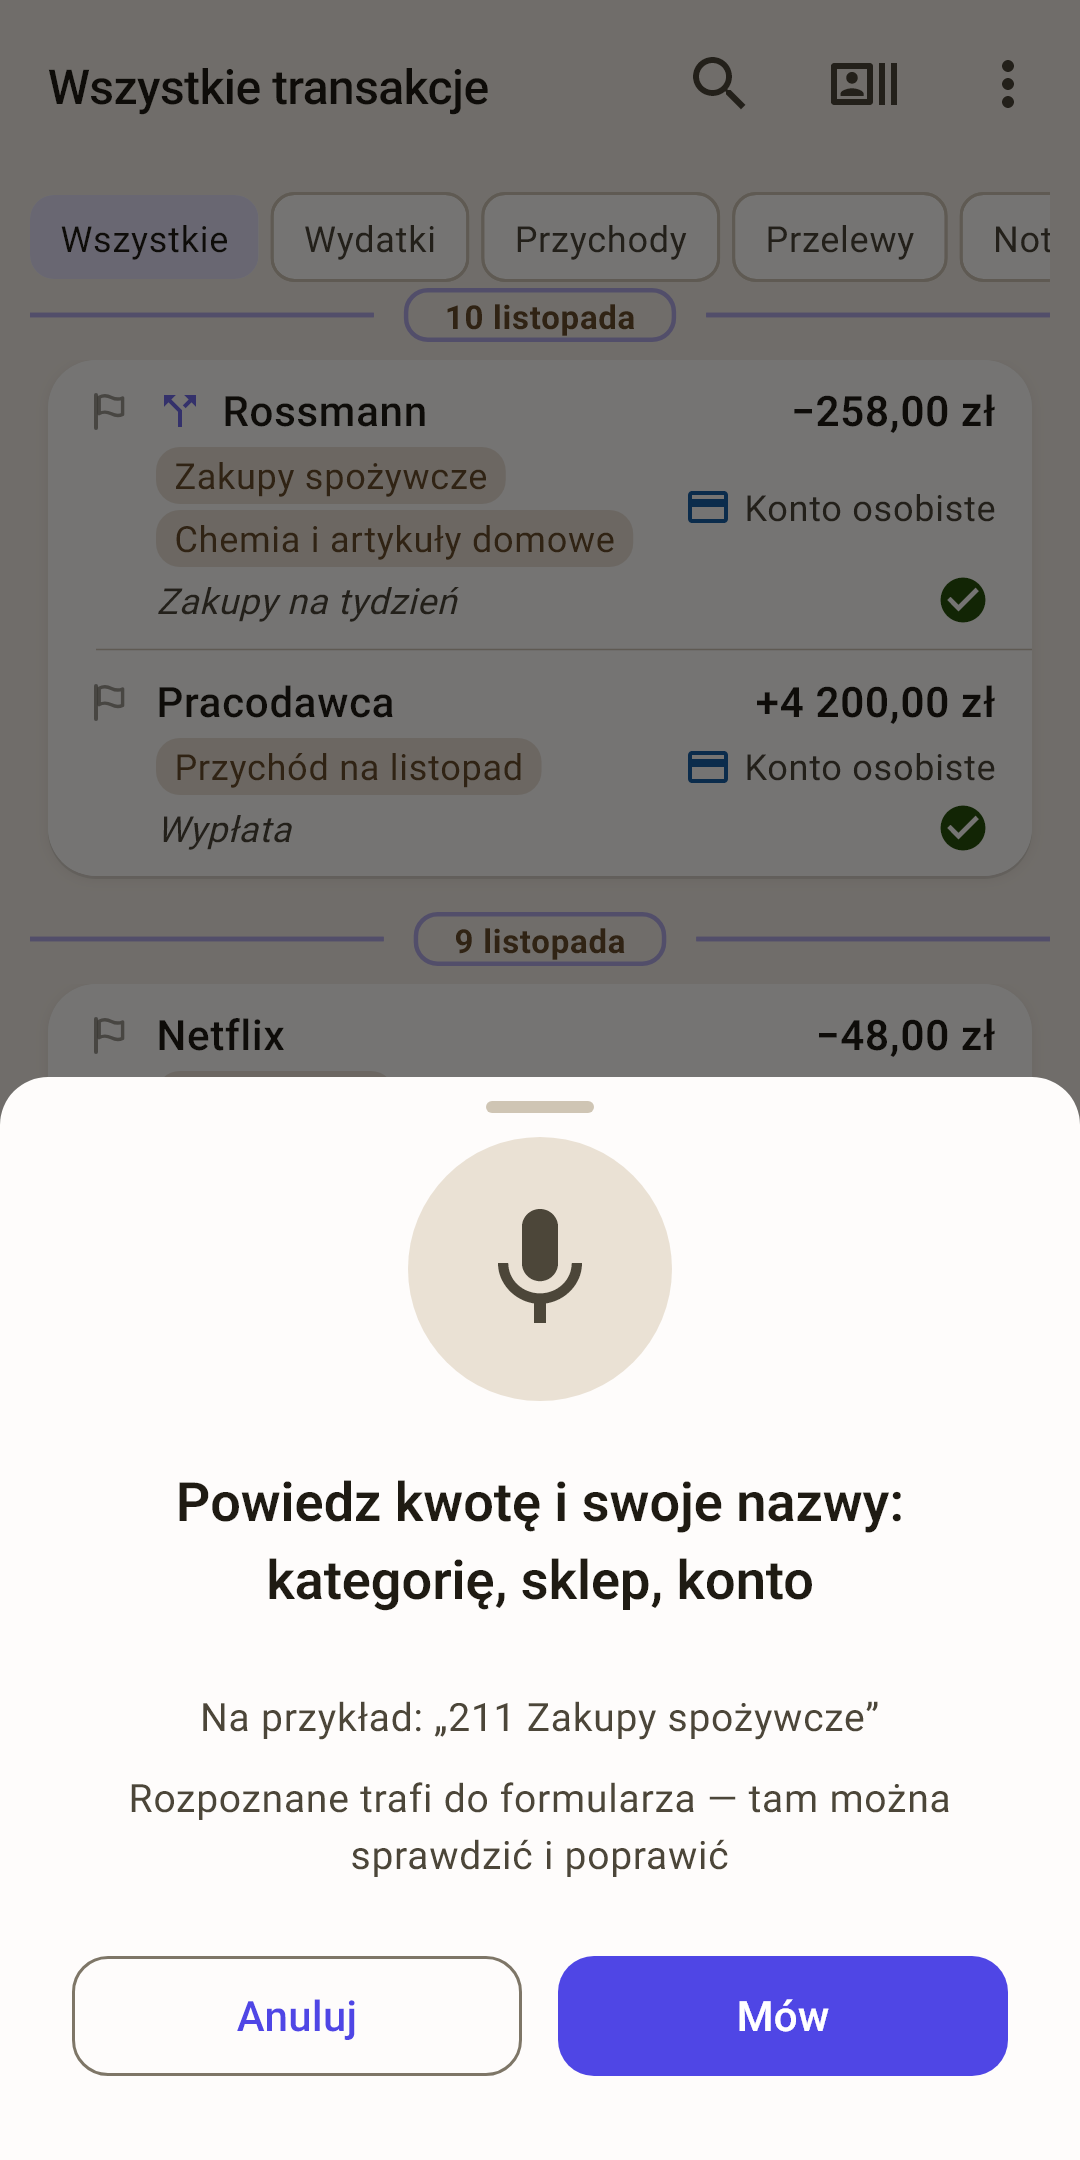 Wszystkie transakcje
Wszystkie
Wydatki
Przychody
Przelewy
Not
10 listopada
Rossmann
−258,00 zł
Zakupy spożywcze
Chemia i artykuły domowe
Konto osobiste
Zakupy na tydzień
Pracodawca
+4 200,00 zł
Przychód na listopad
Konto osobiste
Wypłata
9 listopada
Netflix
−48,00 zł
Powiedz kwotę i swoje nazwy:
kategorię, sklep, konto
Na przykład: „211 Zakupy spożywcze”
Rozpoznane trafi do formularza — tam można
sprawdzić i poprawić
Anuluj
Mów